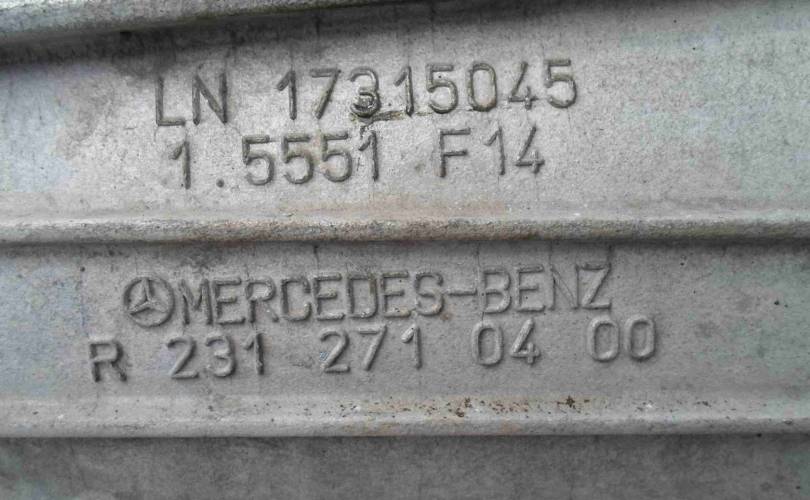 LN 17315045
1.5551 F14
MERCEDES-BENZ
R 231 271 04 00